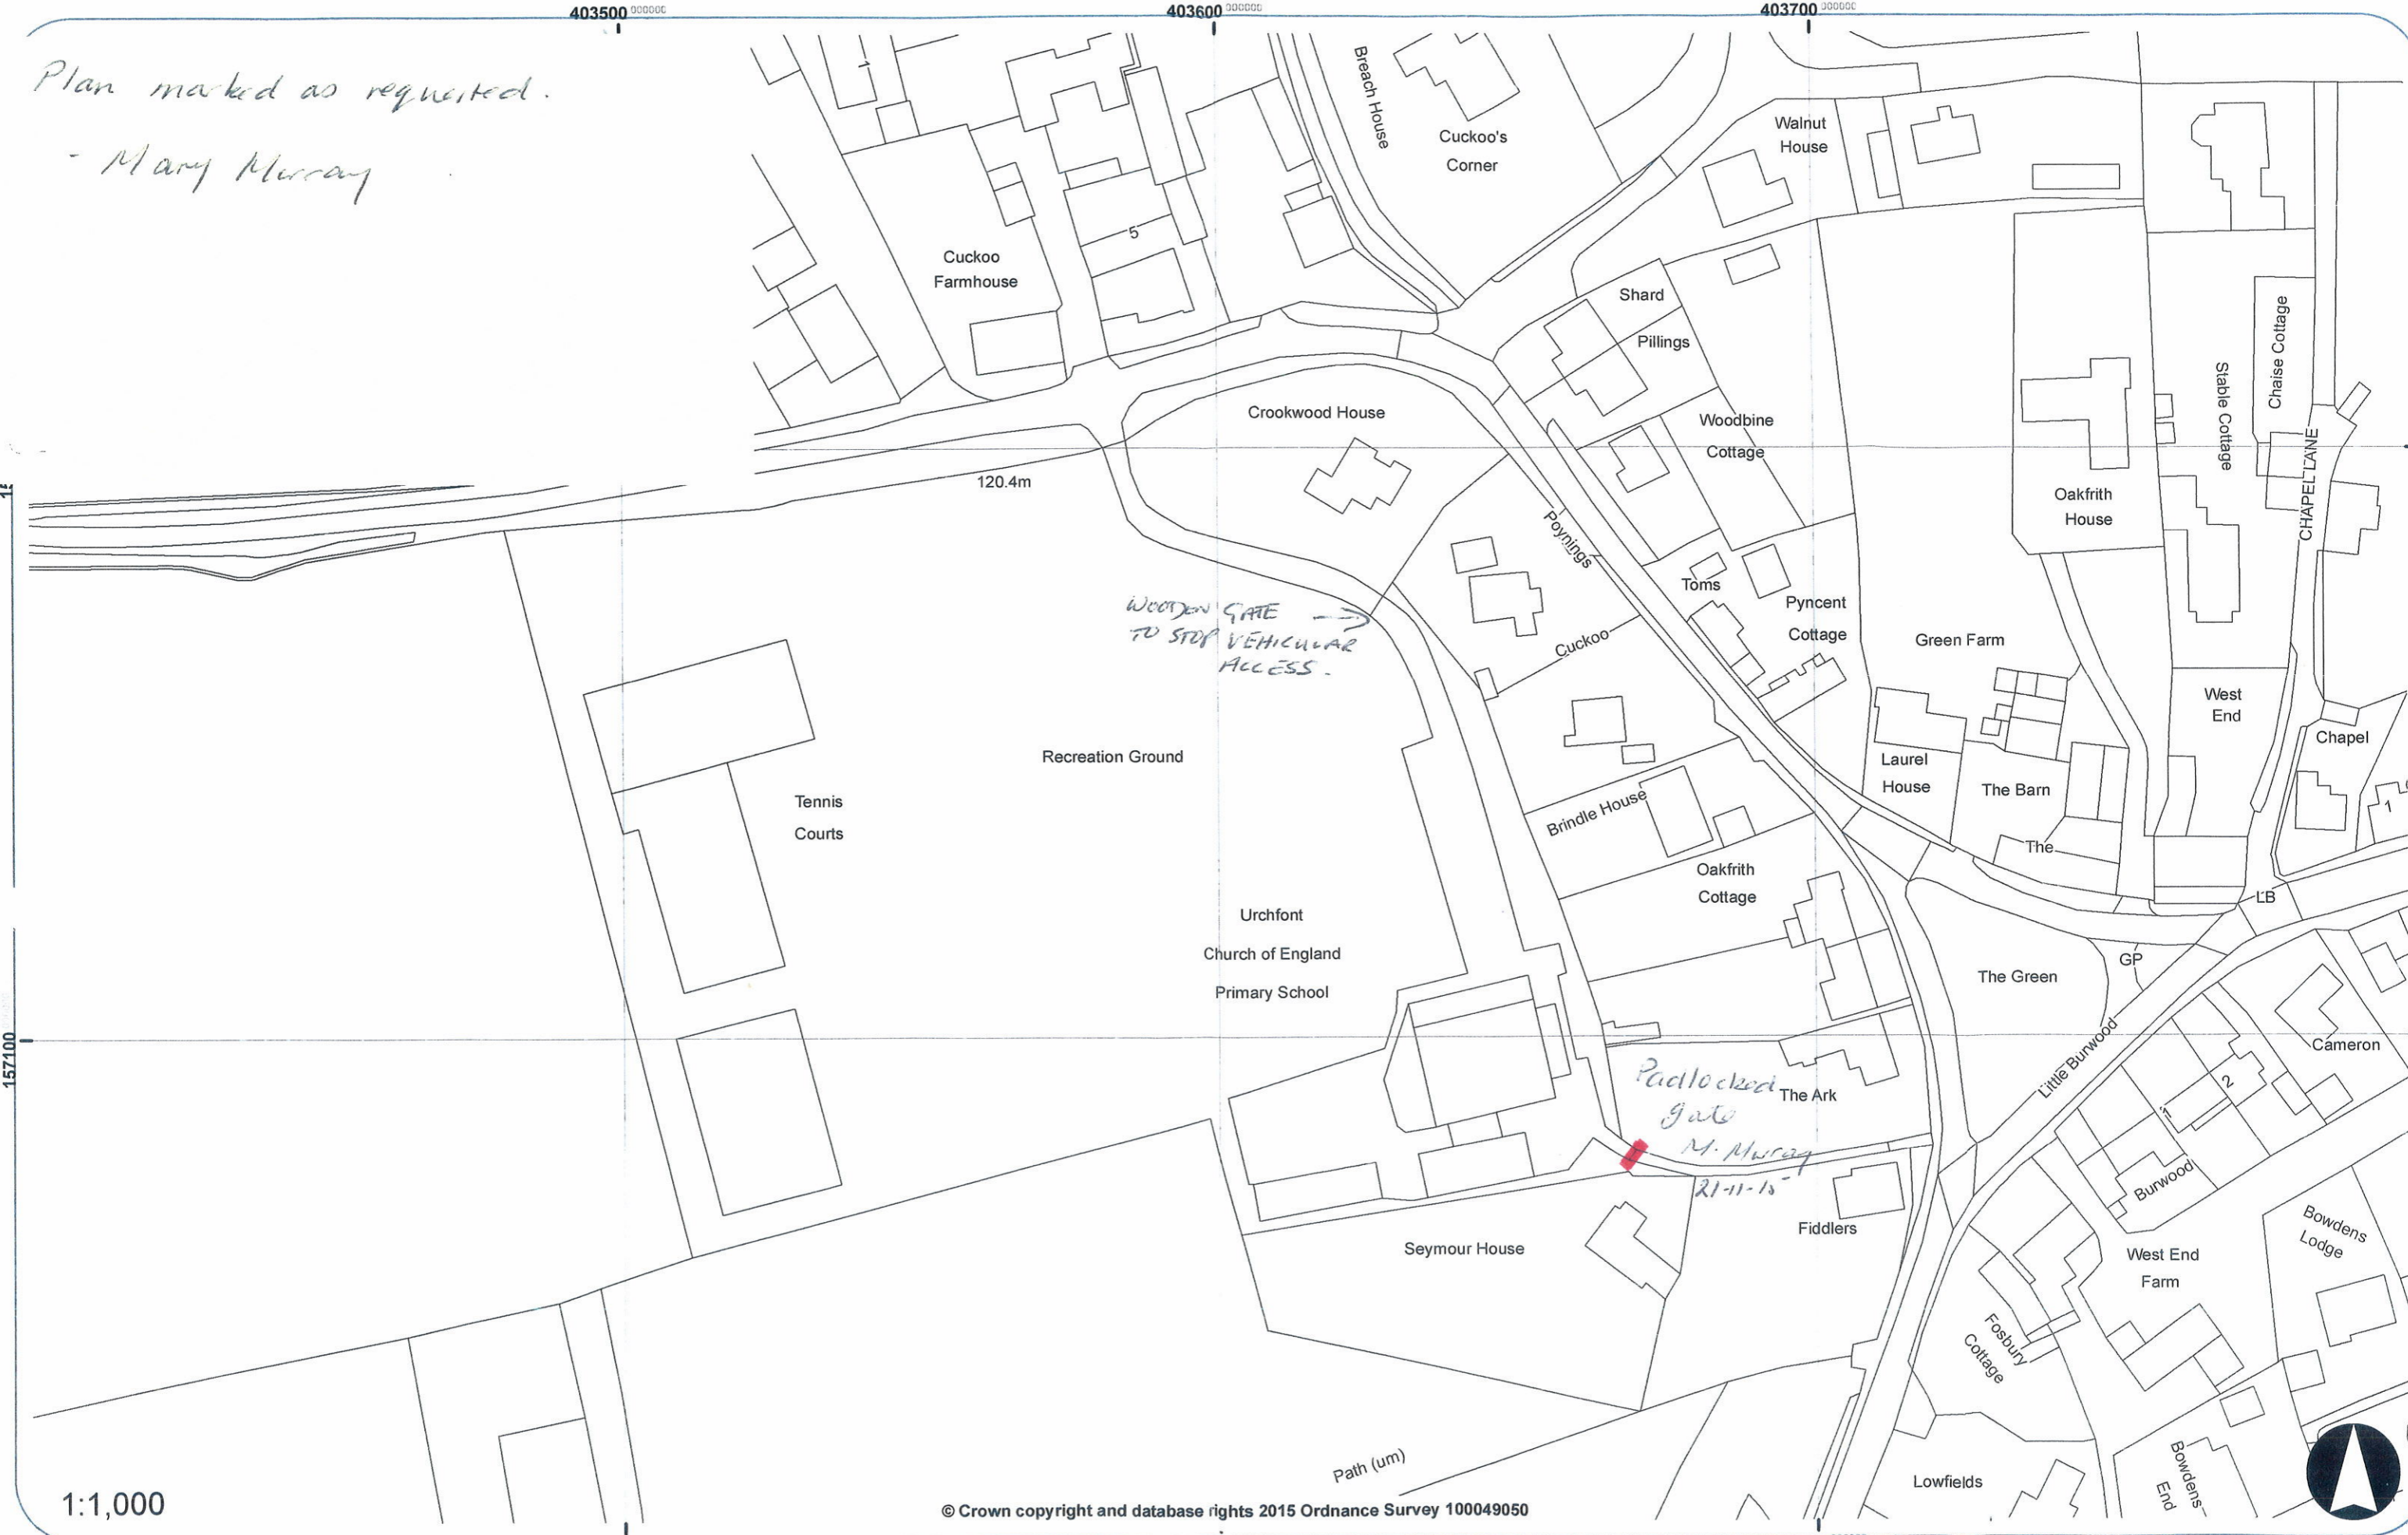 403500 000000
403600 000000
403700 000000
Plan marked as requested.
- Mary Murray
1
Breach House
Cuckoo's
Corner
Walnut
House
5
Cuckoo
Farmhouse
Shard
Pillings
Chaise Cottage
Stable Cottage
Crookwood House
Woodbine
Cottage
CHAPEL LANE
120.4m
Oakfrith
House
Poynings
Toms
Pyncent
Cottage
WOODEN GATE
TO STOP VEHICULAR
ACCESS.
Cuckoo
Green Farm
West
End
Chapel
Recreation Ground
Laurel
House
The Barn
Tennis
Courts
Brindle House
1
The
Oakfrith
Cottage
LB
Urchfont
Church of England
Primary School
GP
The Green
157100
Little Burwood
Cameron
Padlocked
gate
M. Murray
21-11-15
The Ark
2
1
Burwood
Fiddlers
Seymour House
Bowdens
Lodge
West End
Farm
Fosbury
Cottage
Path (um)
Lowfields
Bowdens
End
1:1,000
© Crown copyright and database rights 2015 Ordnance Survey 100049050